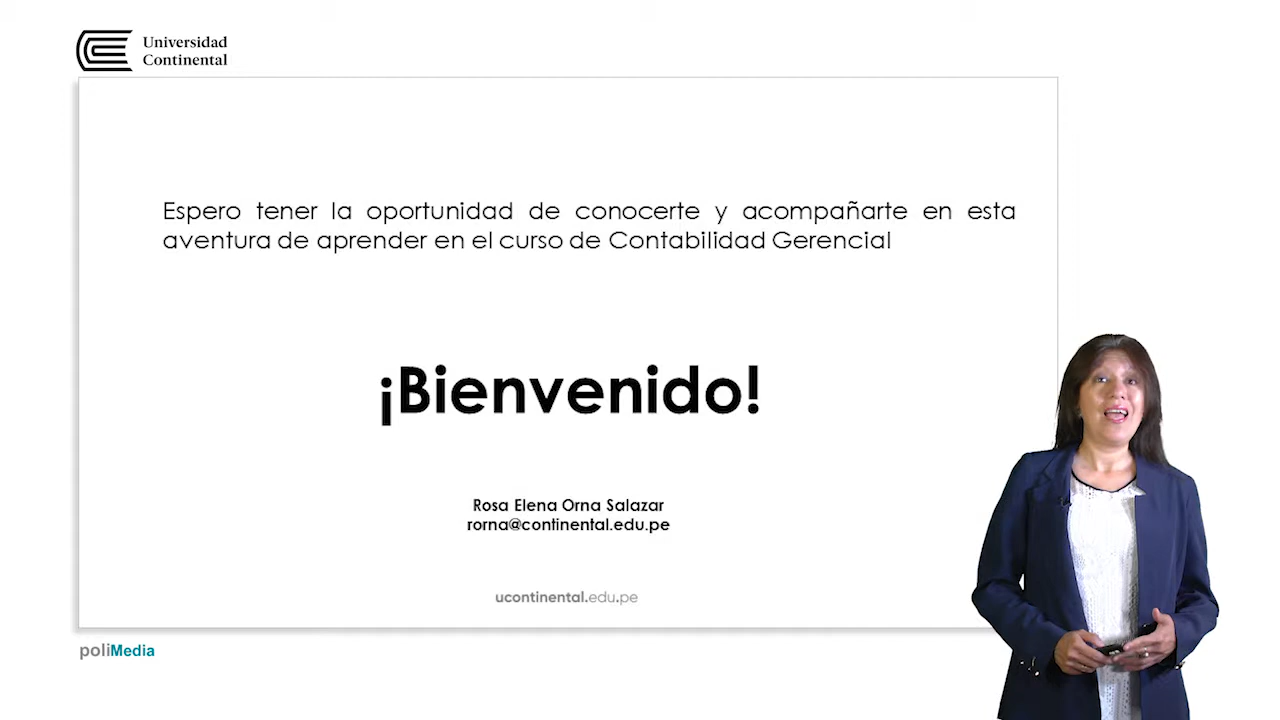 Universidad
Continental
Espero tener la oportunidad de conocerte y acompañarte en esta
aventura de aprender en el curso de Contabilidad Gerencial
¡Bienvenido!
Rosa Elena Orna Salazar
rorna@continental.edu.pe
ucontinental.edu.pe
poliMedia